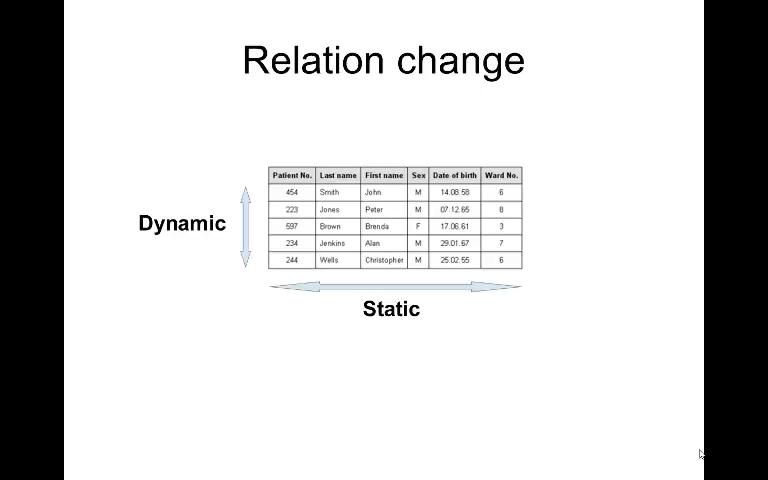 Relation change
Patient No. Last name First name Sex Date of birth Ward No.
454 Smith John M 14.08.58 6
223 Jones Peter M 07.12.65 8
597 Brown Brenda F 17.06.61 3
234 Jenkins Alan M 29.01.67 7
244 Wells Christopher M 25.02.55 6
Dynamic
Static